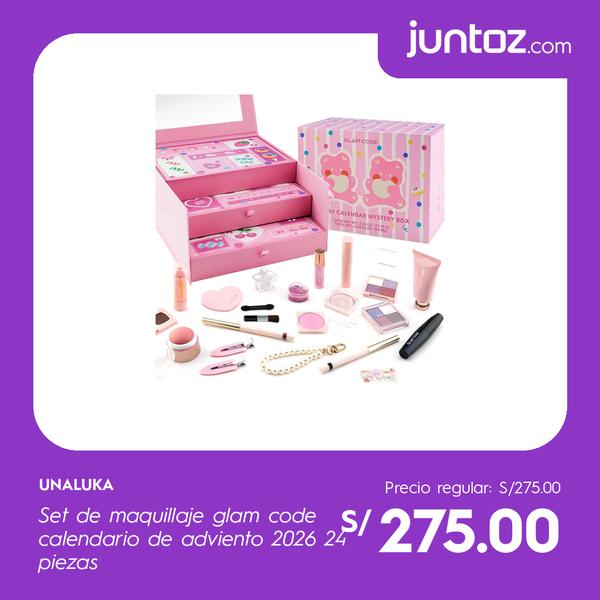 juntoz.com
GLAM CODE
AY CALENDAR MYSTERY BOX
UNALUKA
Precio regular: S/275.00
Set de maquillaje glam code
calendario de adviento 2026 24
piezas
S/ 275.00